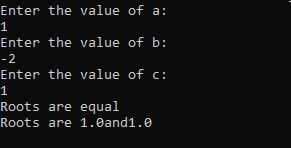 Enter the value of a:
1
Enter the value of b:
-2
Enter the value of c:
1
Roots are equal
Roots are 1.0and1.0